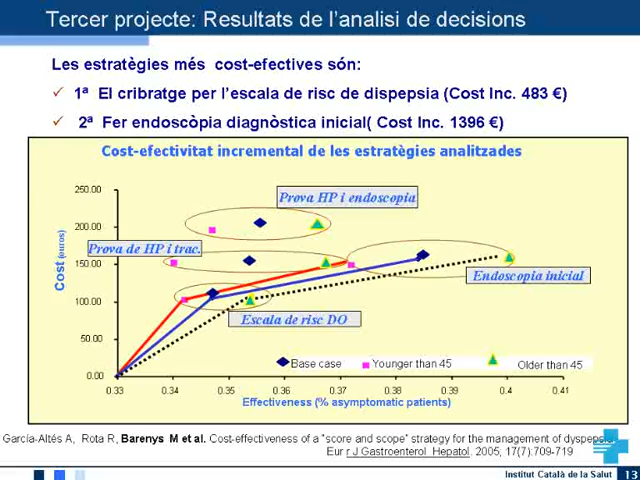 Tercer projecte: Resultats de l'analisi de decisions
Les estratègies més cost-efectives són:
1ª El cribratge per l'escala de risc de dispepsia (Cost Inc. 483 €)
2ª Fer endoscòpia diagnòstica inicial( Cost Inc. 1396 €)
Cost-efectivitat incremental de les estratègies analitzades
250.00
200.00
150.00
100.00
50.00
0.00
Cost (euros)
Prova HP i endoscopia
Prova de HP i trac.
Endoscopia inicial
Escala de risc DO
Base case
Younger than 45
Older than 45
0.33 0.34 0.35 0.36 0.37 0.38 0.39 0.4 0.41
Effectiveness (% asymptomatic patients)
García-Altés A, Rota R, Barenys M et al. Cost-effectiveness of a "score and scope" strategy for the management of dyspepsia
Eur r J Gastroenterol Hepatol. 2005; 17(7):709-719
Institut Català de la Salut 13